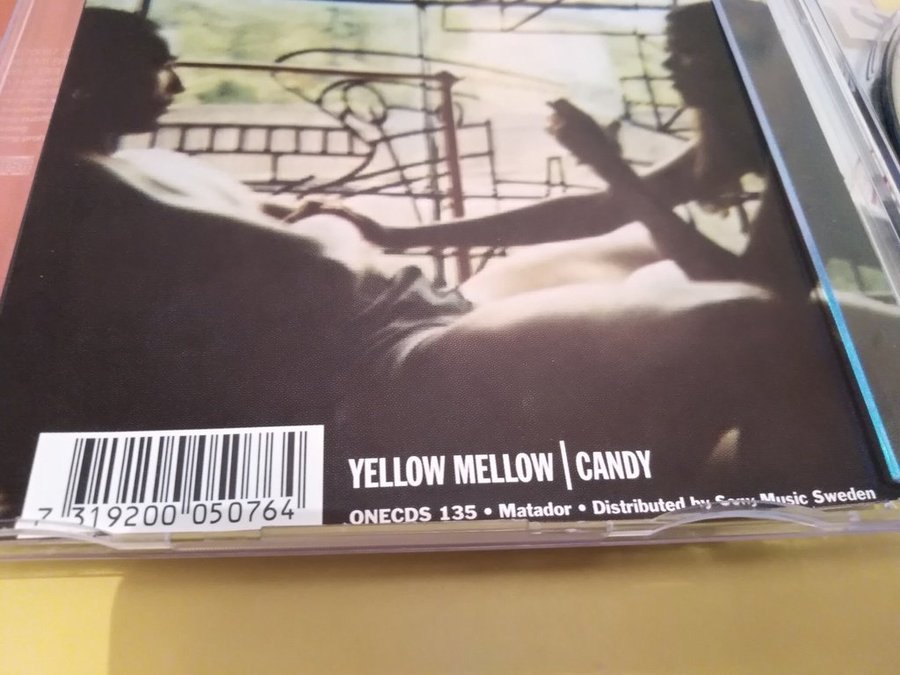 YELLOW MELLOW | CANDY
ONECDS 135 • Matador • Distributed by Sony Music Sweden
7 319200 050764